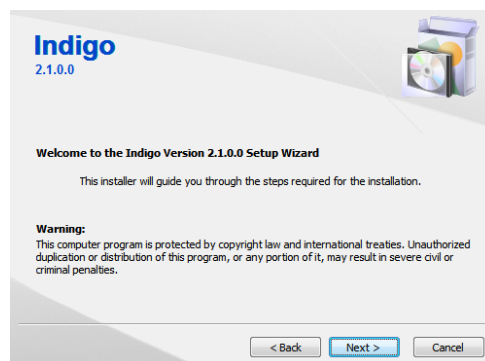 Indigo
2.1.0.0
Welcome to the Indigo Version 2.1.0.0 Setup Wizard
This installer will guide you through the steps required for the installation.
Warning:
This computer program is protected by copyright law and international treaties. Unauthorized
duplication or distribution of this program, or any portion of it, may result in severe civil or
criminal penalties.
< Back Next > Cancel